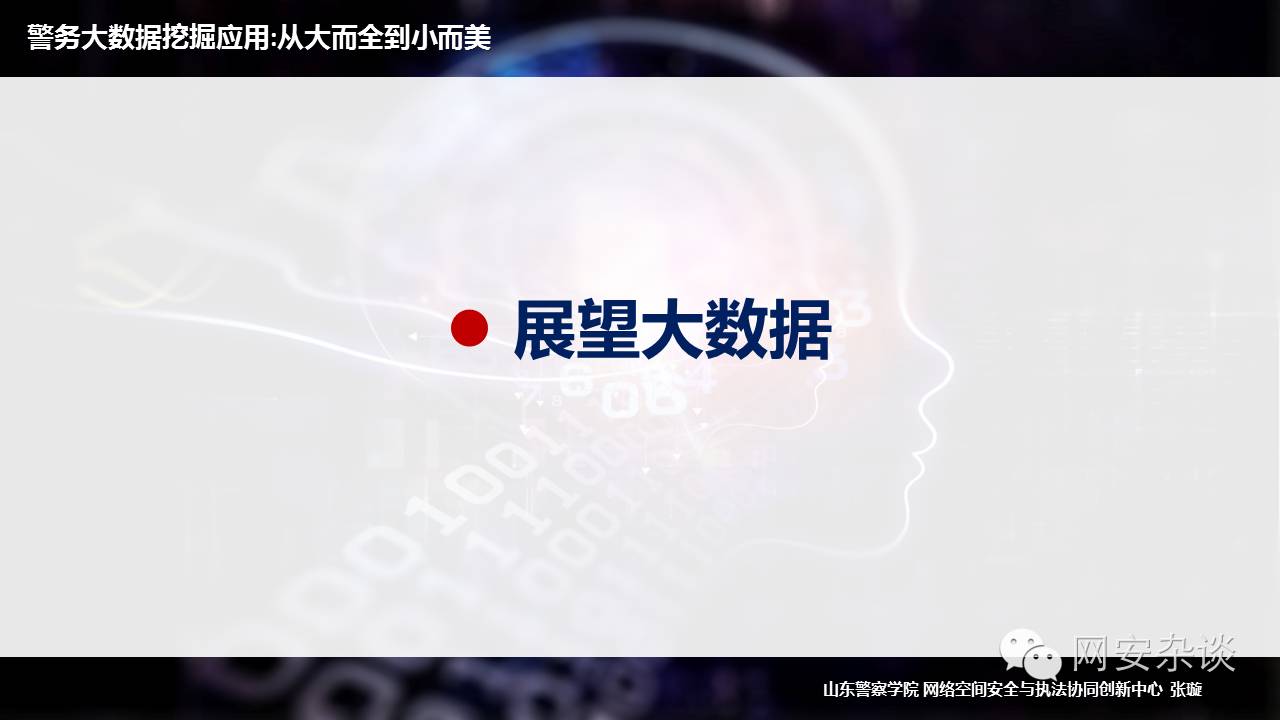 警务大数据挖掘应用:从大而全到小而美
展望大数据
网安杂谈
山东警察学院 网络空间安全与执法协同创新中心 张璇